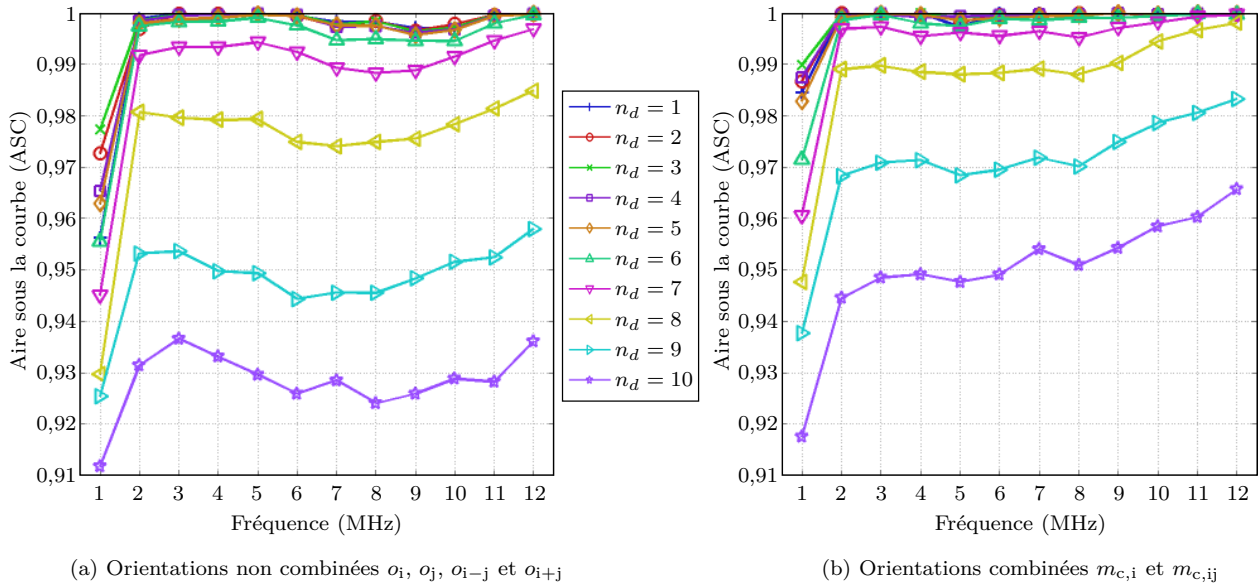 Aire sous la courbe (ASC)
1
0,99
0,98
0,97
0,96
0,95
0,94
0,93
0,92
0,91
1 2 3 4 5 6 7 8 9 10 11 12
Fréquence (MHz)
(a) Orientations non combinées o_i, o_j, o_{i−j} et o_{i+j}
n_d = 1
n_d = 2
n_d = 3
n_d = 4
n_d = 5
n_d = 6
n_d = 7
n_d = 8
n_d = 9
n_d = 10
Aire sous la courbe (ASC)
1
0,99
0,98
0,97
0,96
0,95
0,94
0,93
0,92
0,91
1 2 3 4 5 6 7 8 9 10 11 12
Fréquence (MHz)
(b) Orientations combinées m_{c,i} et m_{c,ij}